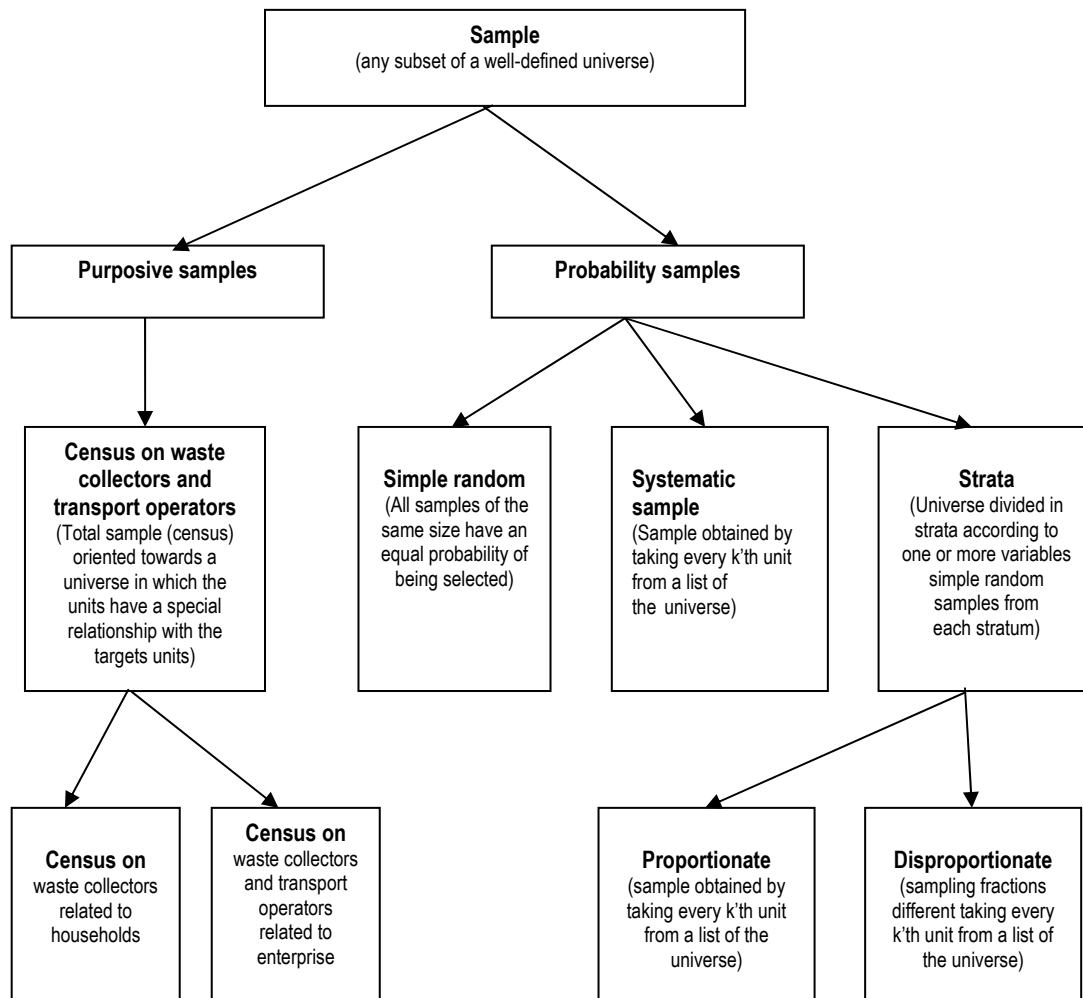 Sample
(any subset of a well-defined universe)
Purposive samples
Probability samples
Census on waste
collectors and
transport operators
(Total sample (census)
oriented towards a
universe in which the
units have a special
relationship with the
targets units)
Simple random
(All samples of the
same size have an
equal probability of
being selected)
Systematic
sample
(Sample obtained by
taking every k'th unit
from a list of
the universe)
Strata
(Universe divided in
strata according to
one or more variables
simple random
samples from
each stratum)
Census on
waste collectors
related to
households
Census on
waste collectors
and transport
operators
related to
enterprise
Proportionate
(sample obtained by
taking every k'th unit
from a list of the
universe)
Disproportionate
(sampling fractions
different taking every
k'th unit from a list of
the universe)